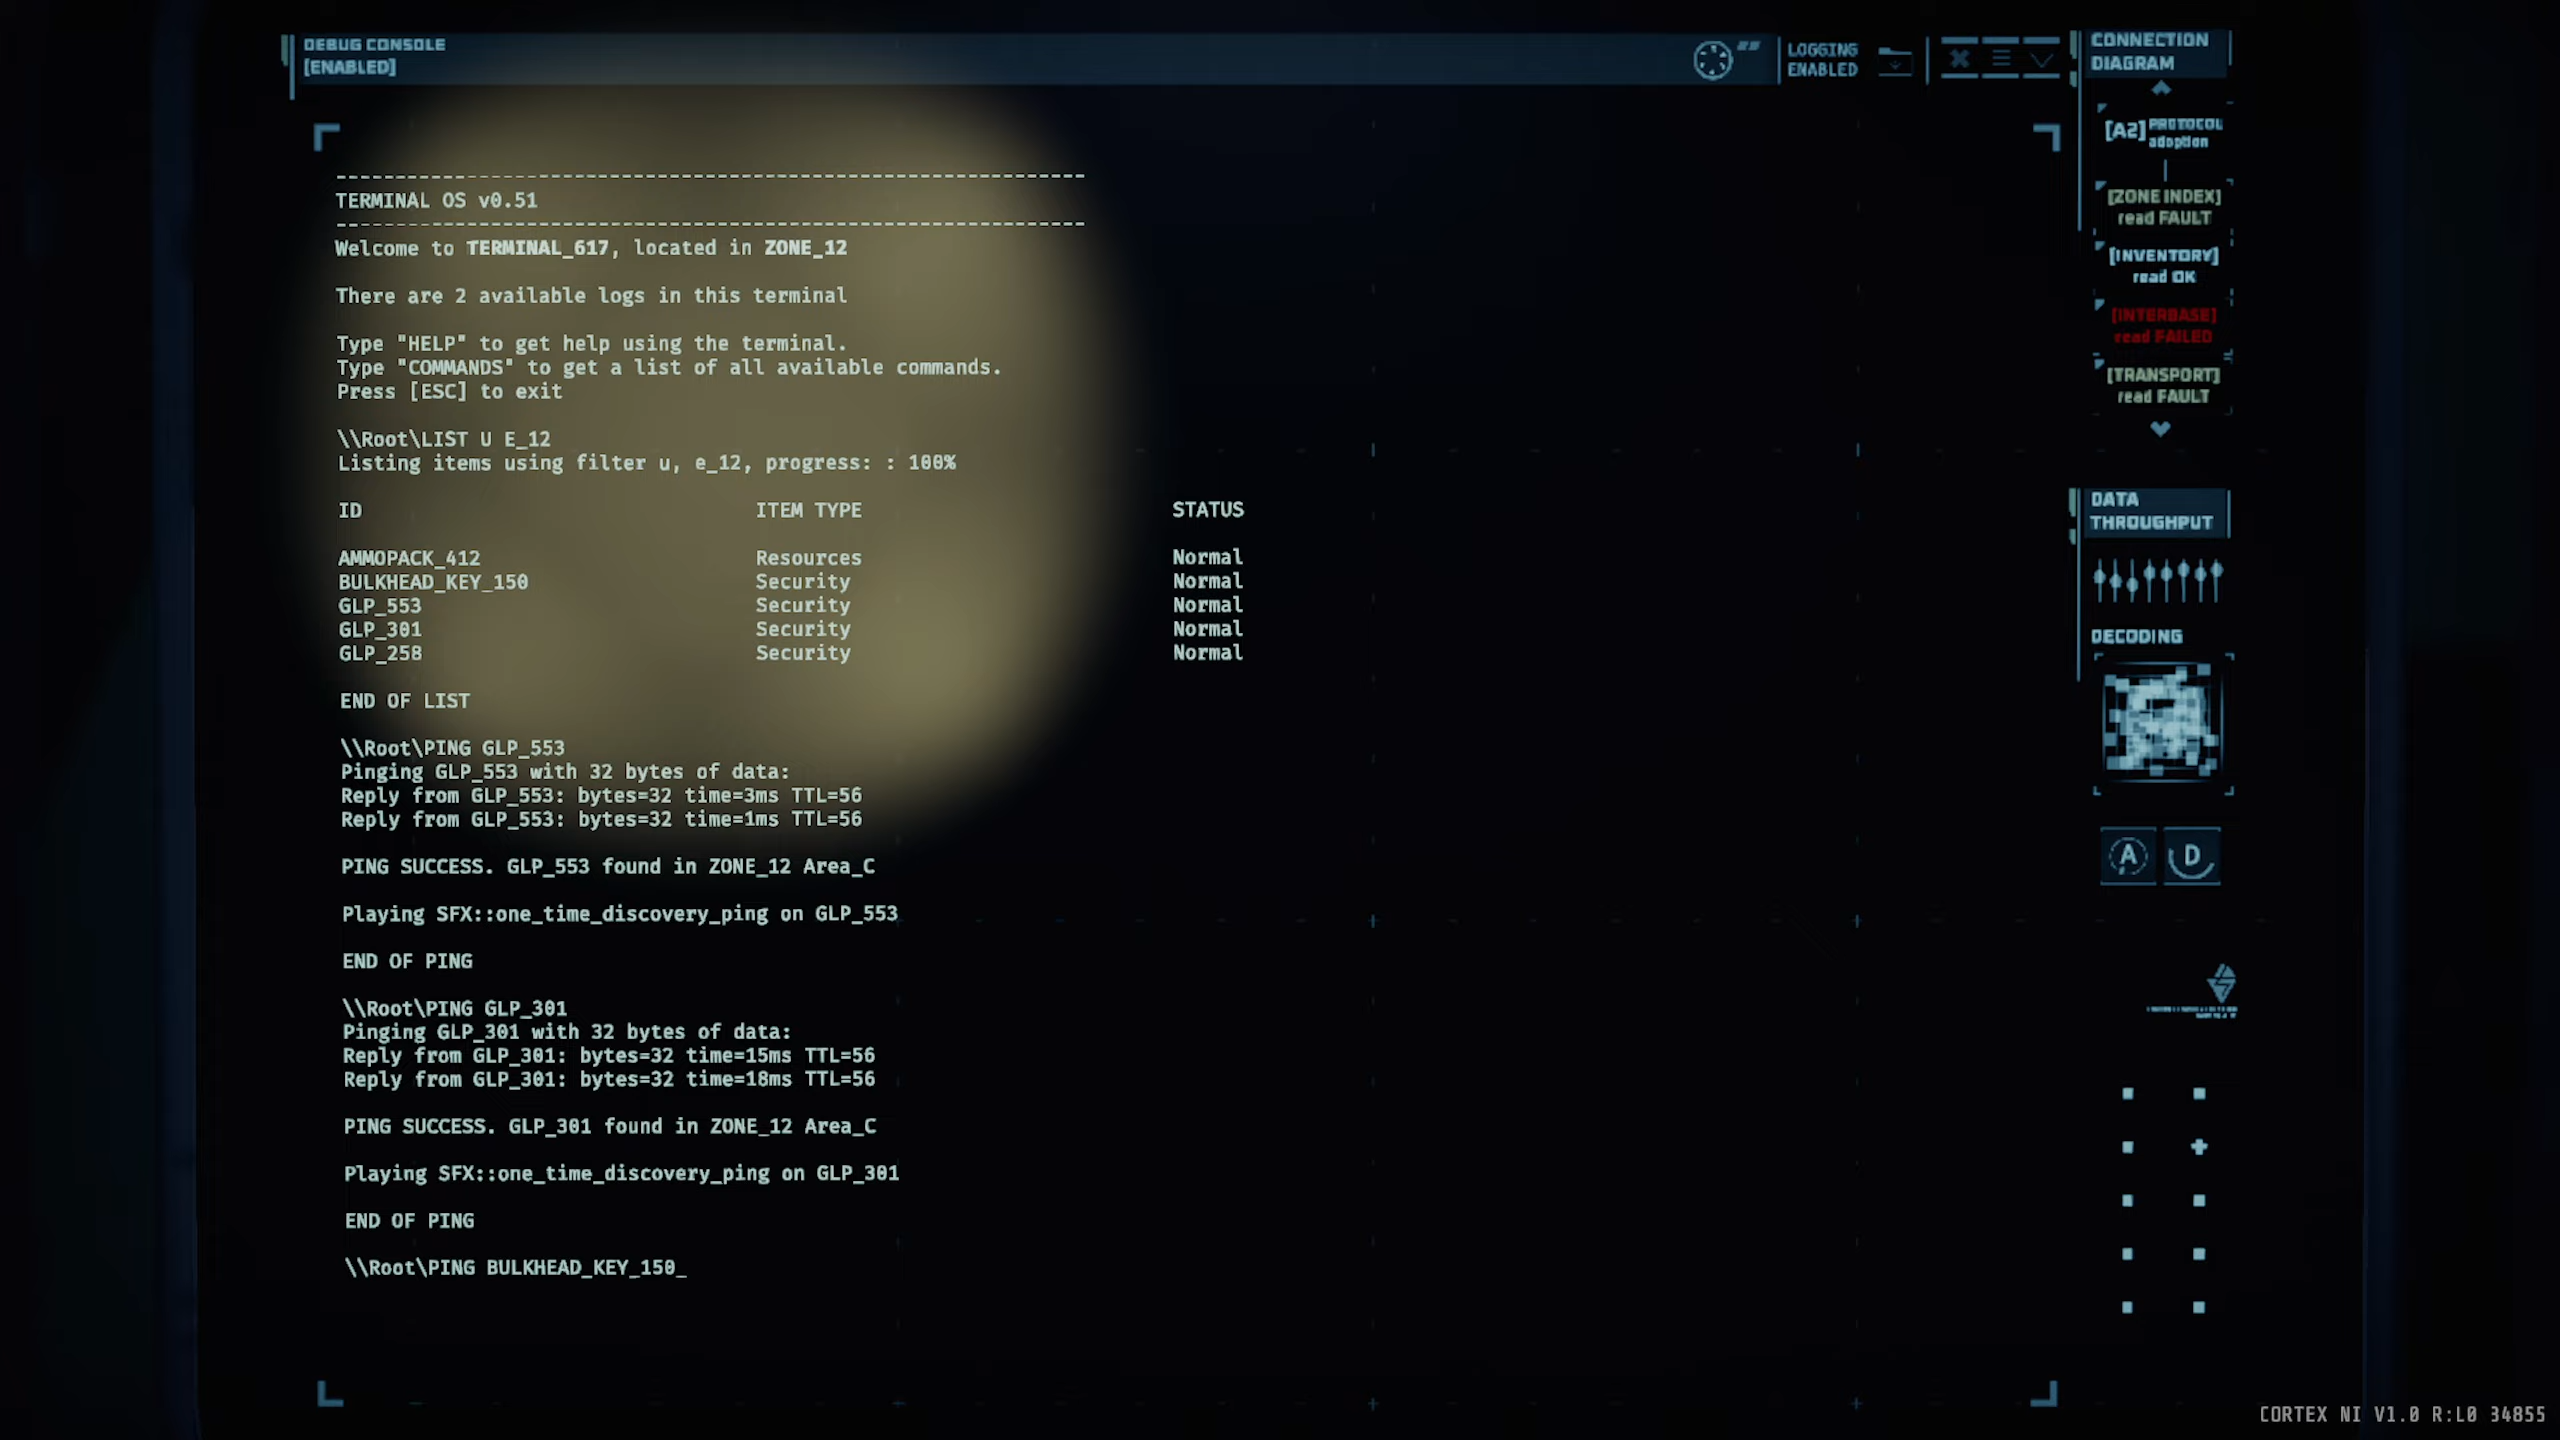 DEBUG CONSOLE
[ENABLED]
LOGGING
ENABLED
CONNECTION
DIAGRAM
[A2] PROTOCOL
adoption
[ZONE INDEX]
read FAULT
[INVENTORY]
read OK
[INTERBASE]
read FAILED
[TRANSPORT]
read FAULT
DATA
THROUGHPUT
DECODING
A D
------------------------------------------------------------
TERMINAL OS v0.51
------------------------------------------------------------
Welcome to TERMINAL_617, located in ZONE_12
There are 2 available logs in this terminal
Type "HELP" to get help using the terminal.
Type "COMMANDS" to get a list of all available commands.
Press [ESC] to exit
\\Root\LIST U E_12
Listing items using filter u, e_12, progress: : 100%
ID ITEM TYPE STATUS
AMMOPACK_412 Resources Normal
BULKHEAD_KEY_150 Security Normal
GLP_553 Security Normal
GLP_301 Security Normal
GLP_258 Security Normal
END OF LIST
\\Root\PING GLP_553
Pinging GLP_553 with 32 bytes of data:
Reply from GLP_553: bytes=32 time=3ms TTL=56
Reply from GLP_553: bytes=32 time=1ms TTL=56
PING SUCCESS. GLP_553 found in ZONE_12 Area_C
Playing SFX::one_time_discovery_ping on GLP_553
END OF PING
\\Root\PING GLP_301
Pinging GLP_301 with 32 bytes of data:
Reply from GLP_301: bytes=32 time=15ms TTL=56
Reply from GLP_301: bytes=32 time=18ms TTL=56
PING SUCCESS. GLP_301 found in ZONE_12 Area_C
Playing SFX::one_time_discovery_ping on GLP_301
END OF PING
\\Root\PING BULKHEAD_KEY_150_
CORTEX NI V1.0 R:L0 34855